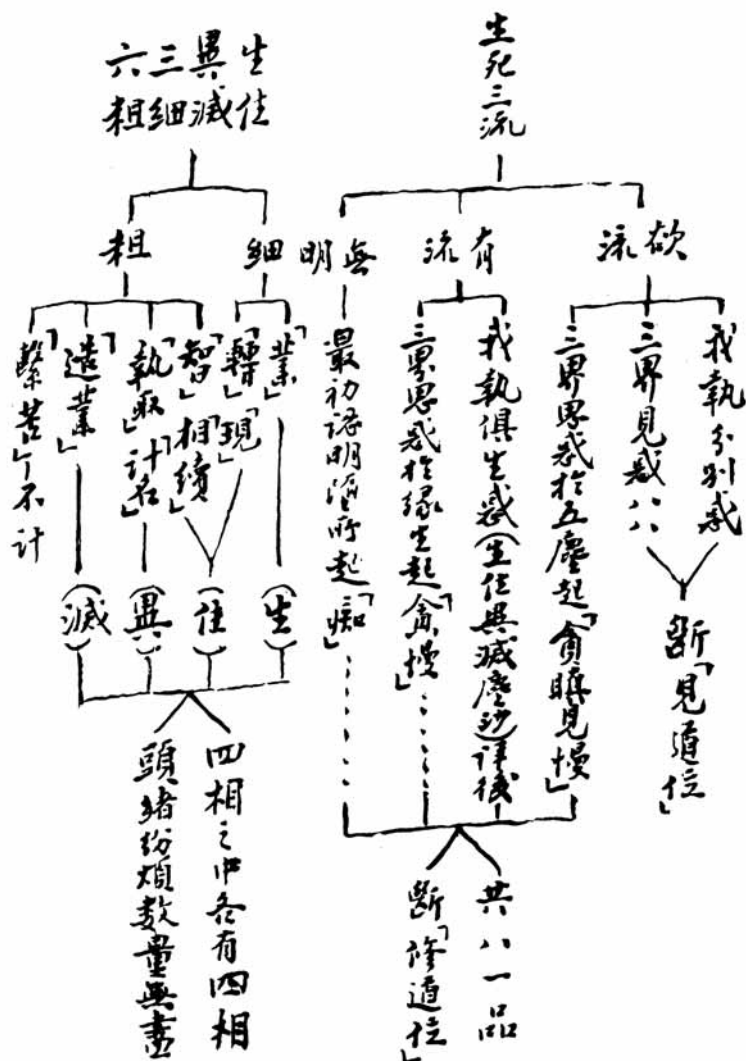 生死三流
欲流
我執分別惑
三界見惑八八
斷「見道位」
三界思惑於五塵起「貪瞋見慢」
有流
我執俱生惑(生住異滅塵沙)詳後
三界思惑於緣生起「貪慢」
無明
最初認明潛所起「痴」
共八一品
斷「修道位」
生住
異滅
三細
六粗
細
「業」
「轉」「現」
粗
「智」「相續」
「執取」「計名」
「造業」
「繫苦」不計
(生)
(住)
(異)
(滅)
四相之中各有四相
頭緒紛煩數量無盡